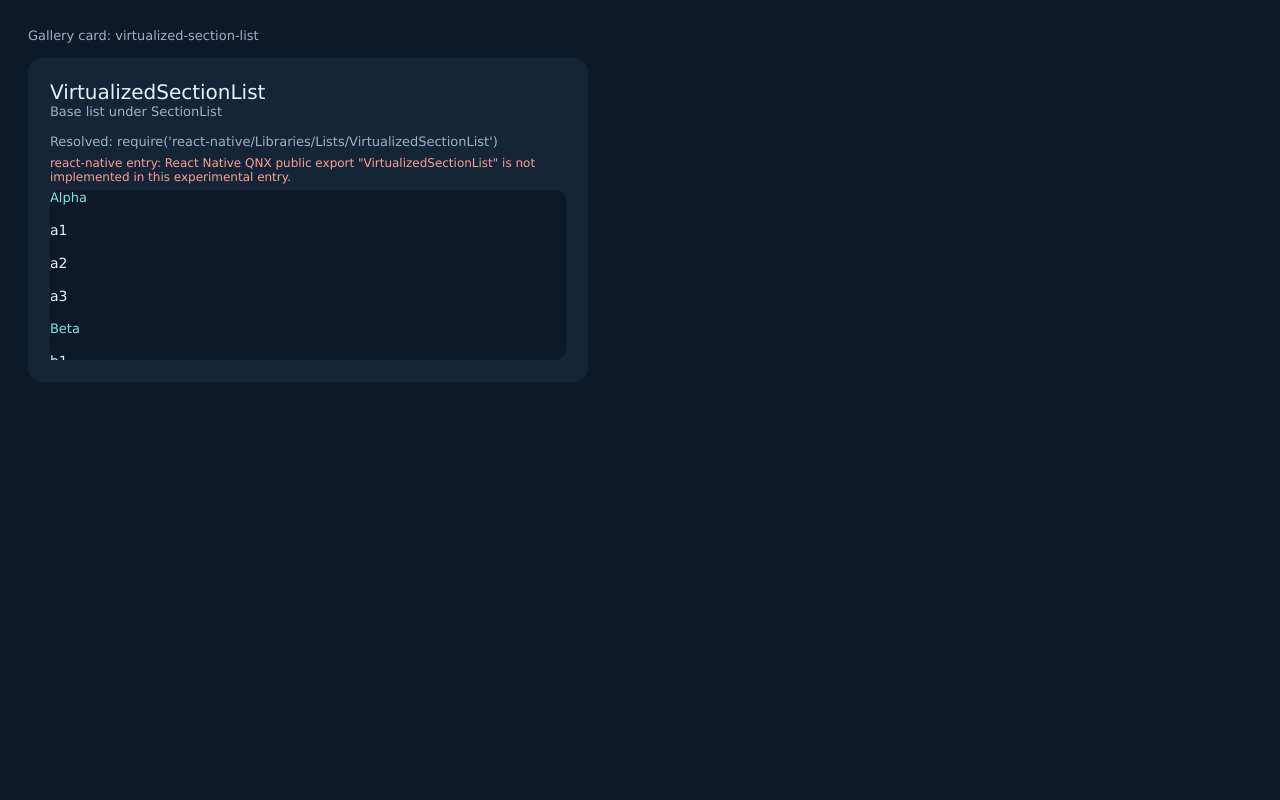 Gallery card: virtualized-section-list
VirtualizedSectionList
Base list under SectionList
Resolved: require('react-native/Libraries/Lists/VirtualizedSectionList')
react-native entry: React Native QNX public export "VirtualizedSectionList" is not
implemented in this experimental entry.
Alpha
a1
a2
a3
Beta
b1